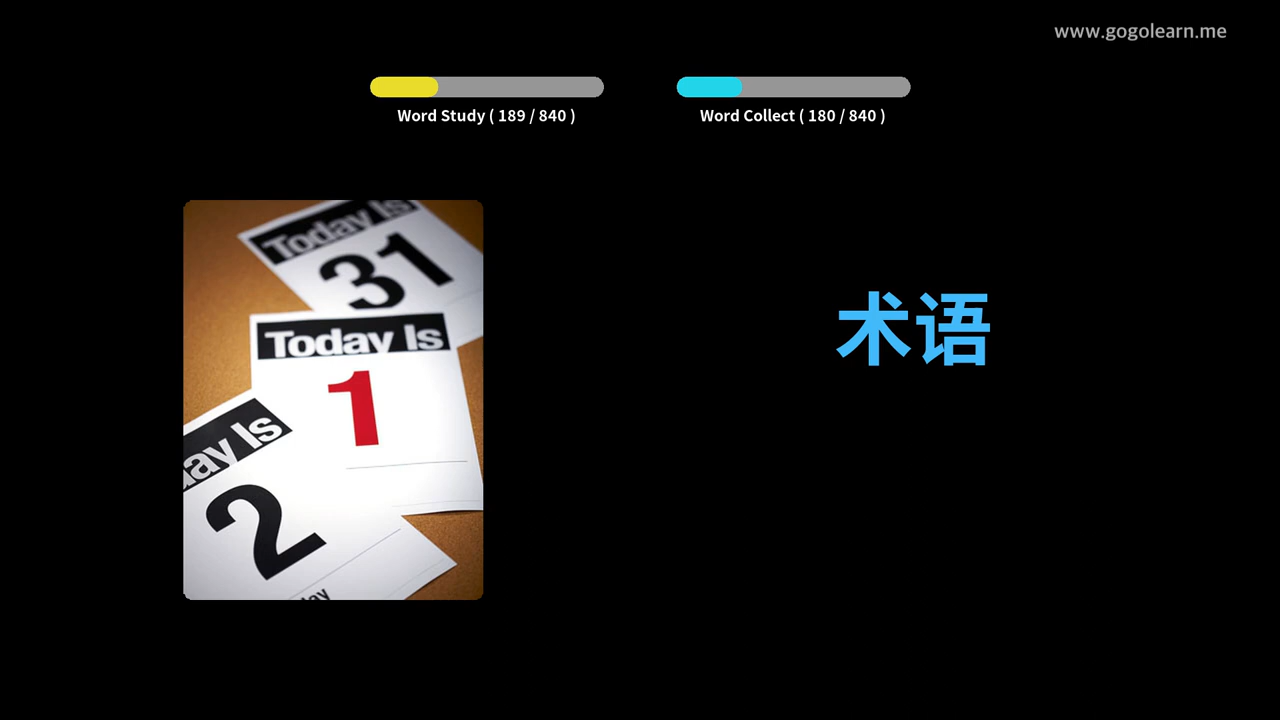 www.gogolearn.me
Word Study ( 189 / 840 )
Word Collect ( 180 / 840 )
Today Is
31
Today Is
1
ay Is
2
ay
术语